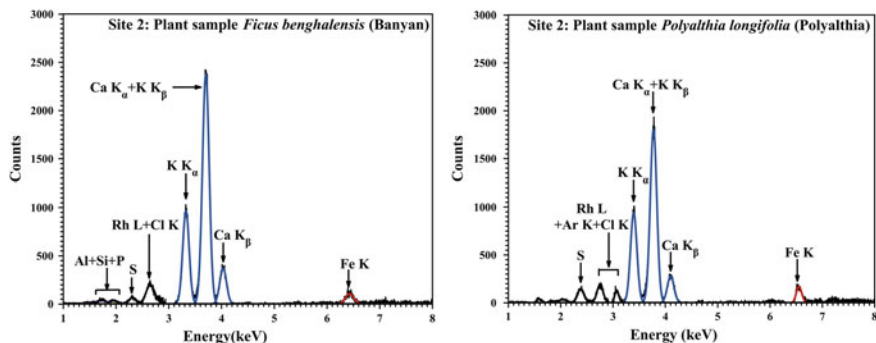 Site 2: Plant sample Ficus benghalensis (Banyan)
3000
2500
2000
1500
1000
500
0
Counts
Ca Kα+K Kβ
K Kα
Rh L+Cl K
Ca Kβ
Al+Si+P
S
Fe K
1 2 3 4 5 6 7 8
Energy(keV)
Site 2: Plant sample Polyalthia longifolia (Polyalthia)
3000
2500
2000
1500
1000
500
0
Counts
Ca Kα+K Kβ
K Kα
Rh L
+Ar K+Cl K
Ca Kβ
S
Fe K
1 2 3 4 5 6 7 8
Energy (keV)